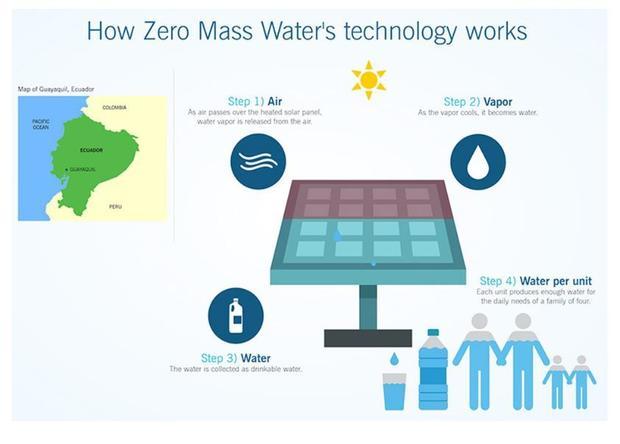 How Zero Mass Water's technology works
Map of Guayaquil, Ecuador
COLOMBIA
PACIFIC
OCEAN
ECUADOR
GUAYAQUIL
PERU
Step 1) Air
As air passes over the heated solar panel,
water vapor is released from the air.
Step 2) Vapor
As the vapor cools, it becomes water.
Step 3) Water
The water is collected as drinkable water.
Step 4) Water per unit
Each unit produces enough water for
the daily needs of a family of four.